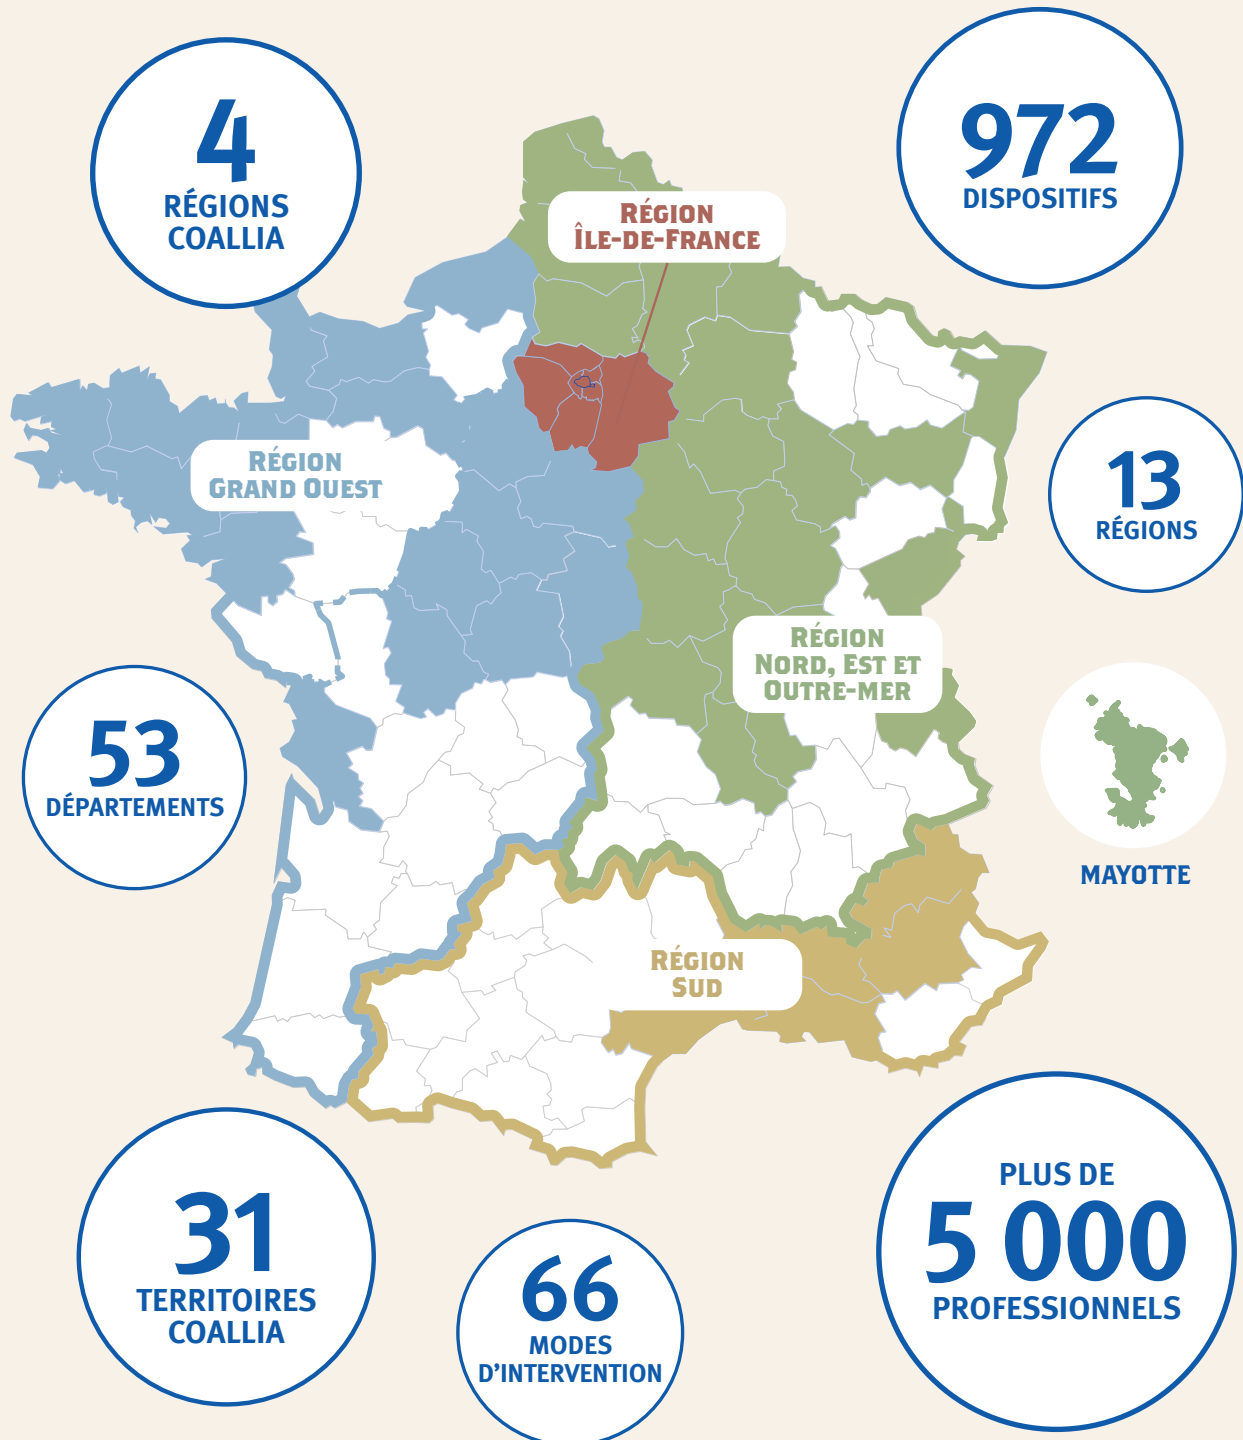 4
RÉGIONS
COALLIA
972
DISPOSITIFS
RÉGION
ÎLE-DE-FRANCE
RÉGION
GRAND OUEST
13
RÉGIONS
RÉGION
NORD, EST ET
OUTRE-MER
53
DÉPARTEMENTS
MAYOTTE
RÉGION
SUD
31
TERRITOIRES
COALLIA
66
MODES
D'INTERVENTION
PLUS DE
5 000
PROFESSIONNELS